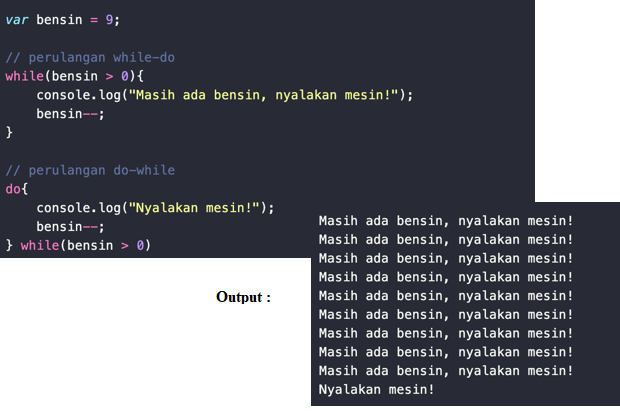 var bensin = 9;
// perulangan while-do
while(bensin > 0){
    console.log("Masih ada bensin, nyalakan mesin!");
    bensin--;
}
// perulangan do-while
do{
    console.log("Nyalakan mesin!");
    bensin--;
} while(bensin > 0)
Output :
Masih ada bensin, nyalakan mesin!
Masih ada bensin, nyalakan mesin!
Masih ada bensin, nyalakan mesin!
Masih ada bensin, nyalakan mesin!
Masih ada bensin, nyalakan mesin!
Masih ada bensin, nyalakan mesin!
Masih ada bensin, nyalakan mesin!
Masih ada bensin, nyalakan mesin!
Masih ada bensin, nyalakan mesin!
Nyalakan mesin!